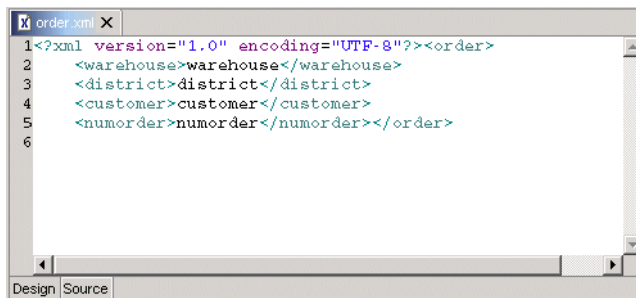 order.xml
1<?xml version="1.0" encoding="UTF-8"?><order>
2 <warehouse>warehouse</warehouse>
3 <district>district</district>
4 <customer>customer</customer>
5 <numorder>numorder</numorder></order>
6
Design Source